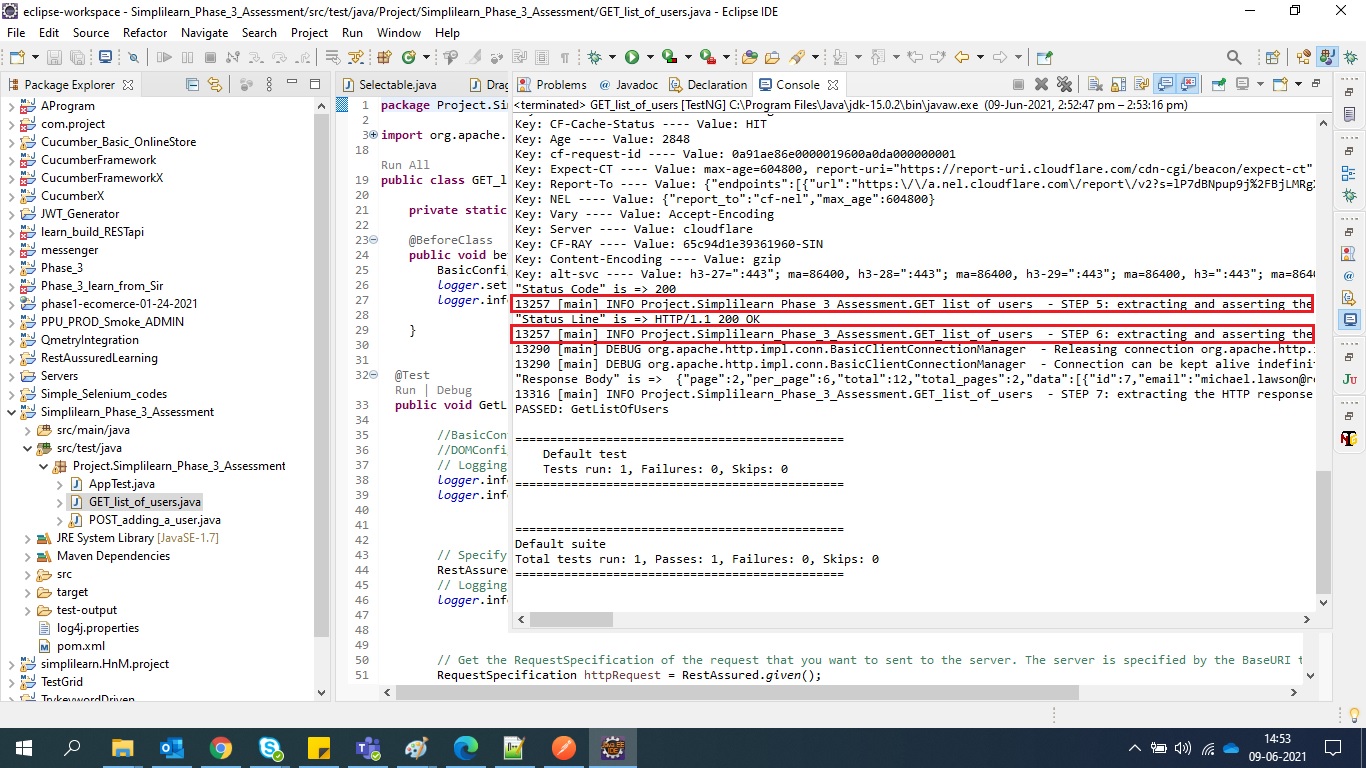 eclipse-workspace - Simplilearn_Phase_3_Assessment/src/test/java/Project/Simplilearn_Phase_3_Assessment/GET_list_of_users.java - Eclipse IDE
File Edit Source Refactor Navigate Search Project Run Window Help
Package Explorer
AProgram
com.project
Cucumber_Basic_OnlineStore
CucumberFramework
CucumberFrameworkX
CucumberX
JWT_Generator
learn_build_RESTapi
messenger
Phase_3
Phase_3_learn_from_Sir
phase1-ecomerce-01-24-2021
PPU_PROD_Smoke_ADMIN
QmetryIntegration
RestAussuredLearning
Servers
Simple_Selenium_codes
Simplilearn_Phase_3_Assessment
src/main/java
src/test/java
Project.Simplilearn_Phase_3_Assessment
AppTest.java
GET_list_of_users.java
POST_adding_a_user.java
JRE System Library [JavaSE-1.7]
Maven Dependencies
src
target
test-output
log4j.properties
pom.xml
simplilearn.HnM.project
TestGrid
TrykeywordDriven
Selectable.java
Drag
1 package Project.Sim
2
3 import org.apache.
18
Run All
19 public class GET_l
20
21 private static
22
23 @BeforeClass
24 public void be
25 BasicConfi
26 logger.set
27 logger.inf
28
29 }
30
31
32 @Test
Run | Debug
33 public void GetL
34
35 //BasicCon
36 //DOMConfi
37 // Logging
38 logger.inf
39 logger.inf
40
41
42
43 // Specify
44 RestAssure
45 // Logging
46 logger.inf
47
48
49
50 // Get the RequestSpecification of the request that you want to sent to the server. The server is specified by the BaseURI t
51 RequestSpecification httpRequest = RestAssured.given();
Problems @ Javadoc Declaration Console
<terminated> GET_list_of_users [TestNG] C:\Program Files\Java\jdk-15.0.2\bin\javaw.exe (09-Jun-2021, 2:52:47 pm – 2:53:16 pm)
Key: CF-Cache-Status ---- Value: HIT
Key: Age ---- Value: 2848
Key: cf-request-id ---- Value: 0a91ae86e0000019600a0da000000001
Key: Expect-CT ---- Value: max-age=604800, report-uri="https://report-uri.cloudflare.com/cdn-cgi/beacon/expect-ct"
Key: Report-To ---- Value: {"endpoints":[{"url":"https:\/\/a.nel.cloudflare.com\/report\/v2?s=lP7dBNpup9j%2FBjLMRg
Key: NEL ---- Value: {"report_to":"cf-nel","max_age":604800}
Key: Vary ---- Value: Accept-Encoding
Key: Server ---- Value: cloudflare
Key: CF-RAY ---- Value: 65c94d1e39361960-SIN
Key: Content-Encoding ---- Value: gzip
Key: alt-svc ---- Value: h3-27=":443"; ma=86400, h3-28=":443"; ma=86400, h3-29=":443"; ma=86400, h3=":443"; ma=8640
"Status Code" is => 200
13257 [main] INFO Project.Simplilearn_Phase_3_Assessment.GET_list_of_users - STEP 5: extracting and asserting the
"Status Line" is => HTTP/1.1 200 OK
13257 [main] INFO Project.Simplilearn_Phase_3_Assessment.GET_list_of_users - STEP 6: extracting and asserting the
13290 [main] DEBUG org.apache.http.impl.conn.BasicClientConnectionManager - Releasing connection org.apache.http.i
13290 [main] DEBUG org.apache.http.impl.conn.BasicClientConnectionManager - Connection can be kept alive indefinit
"Response Body" is => {"page":2,"per_page":6,"total":12,"total_pages":2,"data":[{"id":7,"email":"michael.lawson@re
13316 [main] INFO Project.Simplilearn_Phase_3_Assessment.GET_list_of_users - STEP 7: extracting the HTTP response
PASSED: GetListOfUsers
===============================================
Default test
Tests run: 1, Failures: 0, Skips: 0
===============================================
===============================================
Default suite
Total tests run: 1, Passes: 1, Failures: 0, Skips: 0
===============================================
14:53
09-06-2021